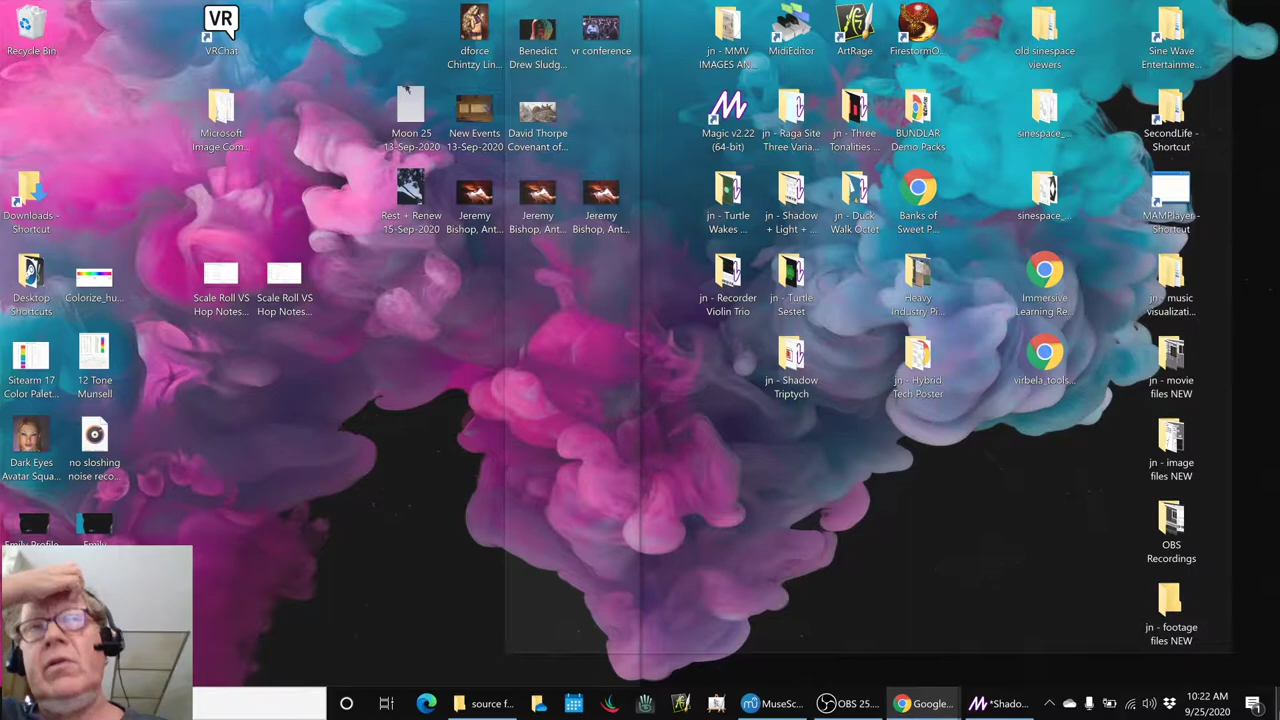 Recycle Bin
VR
VRChat
dforce
Chintzy Lin...
Benedict
Drew Sludg...
vr conference
jn - MMV
IMAGES AN...
MidiEditor
ArtRage
FirestormO...
old sinespace
viewers
Sine Wave
Entertainme...
Microsoft
Image Com...
Moon 25
13-Sep-2020
New Events
13-Sep-2020
David Thorpe
Covenant of...
Magic v2.22
(64-bit)
jn - Raga Site
Three Varia...
jn - Three
Tonalities ...
BUNDLAR
Demo Packs
sinespace_...
SecondLife -
Shortcut
Downloads -
Shortcut
Rest + Renew
15-Sep-2020
Jeremy
Bishop, Ant...
Jeremy
Bishop, Ant...
Jeremy
Bishop, Ant...
jn - Turtle
Wakes ...
jn - Shadow
+ Light + ...
jn - Duck
Walk Octet
Banks of
Sweet P...
sinespace_...
MAMPlayer -
Shortcut
Desktop
Shortcuts
Colorize_hu...
Scale Roll VS
Hop Notes...
Scale Roll VS
Hop Notes...
jn - Recorder
Violin Trio
jn - Turtle
Sestet
Heavy
Industry Pi...
Immersive
Learning Re...
jn - music
visualizati...
Sitearm 17
Color Palet...
12 Tone
Munsell
jn - Shadow
Triptych
jn - Hybrid
Tech Poster
virbela_tools...
jn - movie
files NEW
Dark Eyes
Avatar Squa...
no sloshing
noise reco...
jn - image
files NEW
Emily Profile
Emily
OBS
Recordings
jn - footage
files NEW
source f...
MuseSc...
OBS 25....
Google...
*Shado...
10:22 AM
9/25/2020